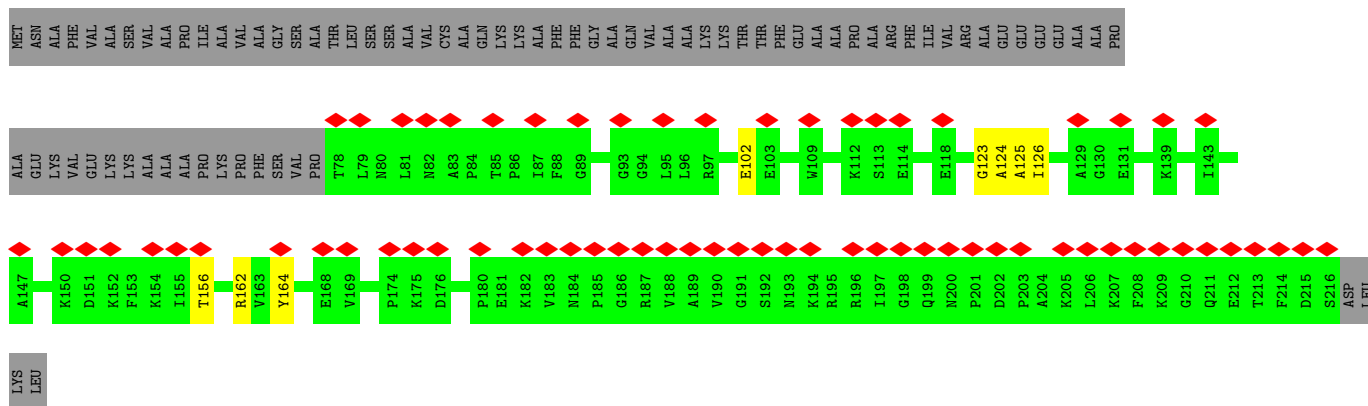 MET ASN ALA PHE VAL ALA SER VAL ALA PRO ILE ALA VAL ALA GLY SER ALA THR LEU SER SER ALA VAL CYS ALA GLN LYS LYS ALA PHE PHE GLY ALA GLN VAL ALA ALA LYS LYS THR THR PHE GLU ALA ALA PRO ALA ARG PHE ILE VAL ARG ALA GLU GLU GLU GLU ALA ALA PRO
ALA GLU LYS VAL GLU LYS LYS ALA ALA ALA PRO LYS PRO PHE SER VAL PRO T78 L79 N80 L81 N82 A83 P84 T85 P86 I87 F88 G89 G93 G94 L95 L96 R97 E102 E103 W109 K112 S113 E114 E118 G123 A124 A125 I126 A129 G130 E131 K139 I143
A147 K150 D151 K152 F153 K154 I155 T156 R162 V163 Y164 E168 V169 P174 K175 D176 P180 E181 K182 V183 N184 P185 G186 R187 V188 A189 V190 G191 S192 N193 K194 R195 R196 I197 G198 Q199 N200 P201 D202 P203 A204 K205 L206 K207 F208 K209 G210 Q211 E212 T213 F214 D215 S216 ASP LEU
LYS LEU